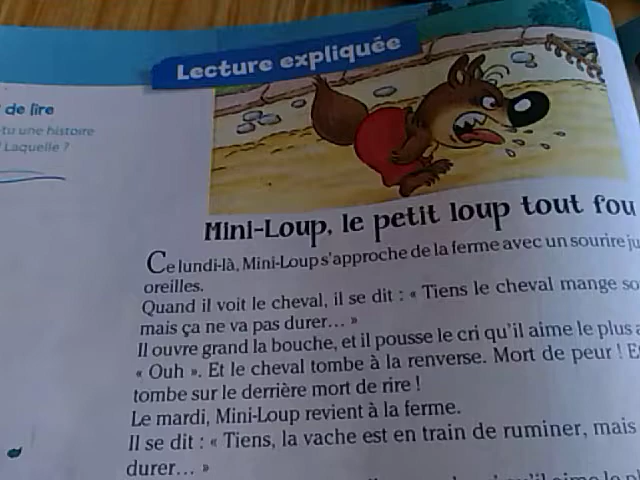 Lecture expliquée
de lire
-tu une histoire
Laquelle ?
Mini-Loup, le petit loup tout fou
Ce lundi-là, Mini-Loup s'approche de la ferme avec un sourire
oreilles.
Quand il voit le cheval, il se dit : « Tiens le cheval mange
mais ça ne va pas durer... »
Il ouvre grand la bouche, et il pousse le cri qu'il aime le plus
« Ouh ». Et le cheval tombe à la renverse. Mort de peur !
tombe sur le derrière mort de rire !
Le mardi, Mini-Loup revient à la ferme.
Il se dit : « Tiens, la vache est en train de ruminer, mais
durer... »